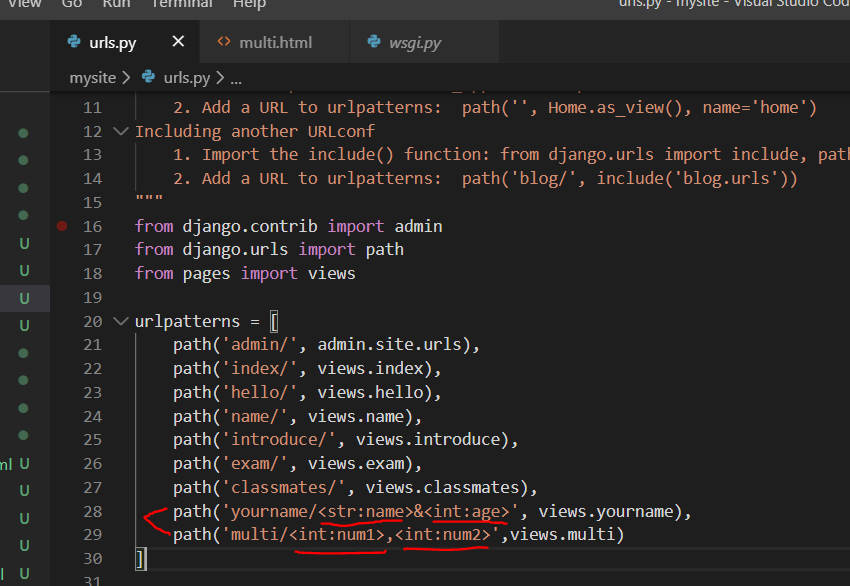 View Go Run Terminal Help urls.py - mysite - Visual Studio Cod
urls.py × <> multi.html wsgi.py
mysite > urls.py > ...
11 2. Add a URL to urlpatterns: path('', Home.as_view(), name='home')
12 Including another URLconf
13 1. Import the include() function: from django.urls import include, path
14 2. Add a URL to urlpatterns: path('blog/', include('blog.urls'))
15 """
16 from django.contrib import admin
17 from django.urls import path
18 from pages import views
19
20 urlpatterns = [
21 path('admin/', admin.site.urls),
22 path('index/', views.index),
23 path('hello/', views.hello),
24 path('name/', views.name),
25 path('introduce/', views.introduce),
26 path('exam/', views.exam),
27 path('classmates/', views.classmates),
28 path('yourname/<str:name>&<int:age>', views.yourname),
29 path('multi/<int:num1>,<int:num2>',views.multi)
30 ]
31
U
U
U
U
ml U
U
U
U
l U